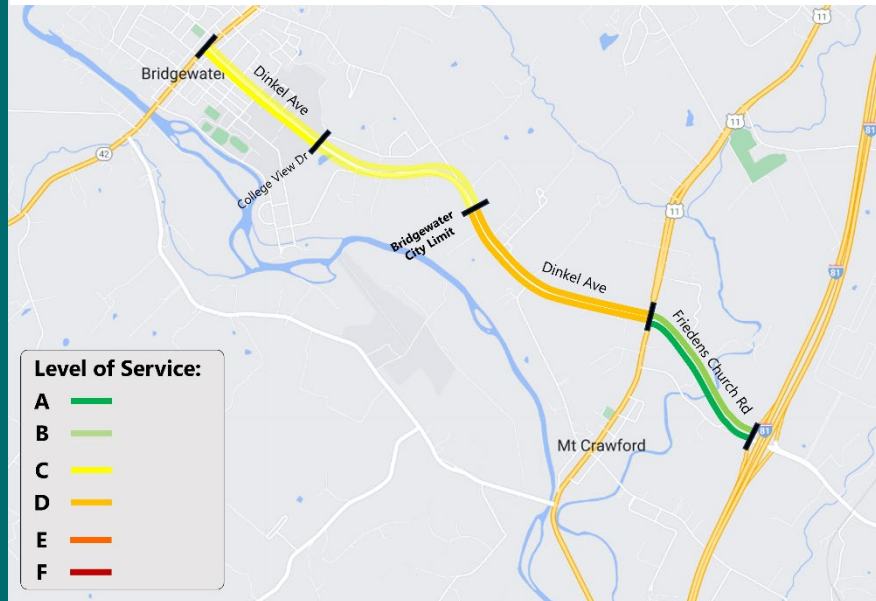 11
Bridgewater
Dinkel Ave
81
11
42
College View Dr
11
Bridgewater
City Limit
81
Dinkel Ave
Friedens Church Rd
81
Mt Crawford
Level of Service:
A
B
C
D
E
F